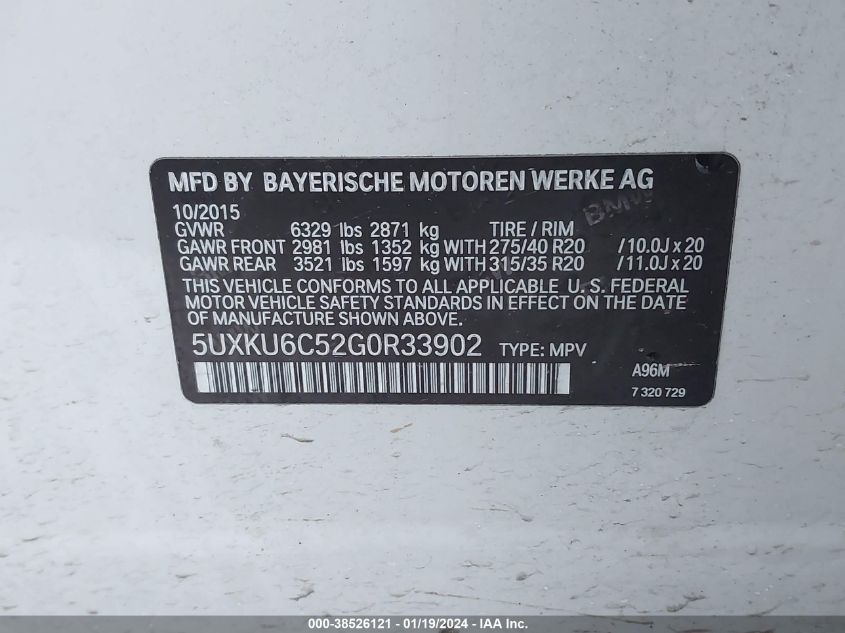 MFD BY BAYERISCHE MOTOREN WERKE AG
10/2015
GVWR 6329 lbs 2871 kg TIRE / RIM
GAWR FRONT 2981 lbs 1352 kg WITH 275/40 R20 /10.0J x 20
GAWR REAR 3521 lbs 1597 kg WITH 315/35 R20 /11.0J x 20
THIS VEHICLE CONFORMS TO ALL APPLICABLE U. S. FEDERAL
MOTOR VEHICLE SAFETY STANDARDS IN EFFECT ON THE DATE
OF MANUFACTURE SHOWN ABOVE.
5UXKU6C52G0R33902 TYPE: MPV A96M
7 320 729
BMW
000-38526121 - 01/19/2024 - IAA Inc.